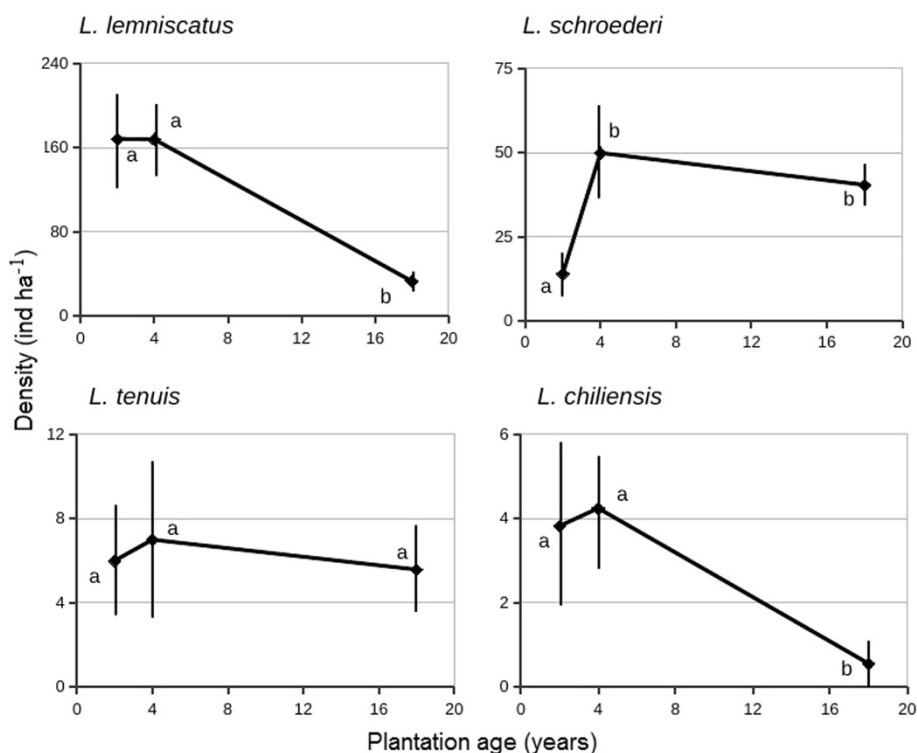 L. lemniscatus
240
160
80
0
a
a
b
0 4 8 12 16 20
L. schroederi
75
50
25
0
a
b
b
0 4 8 12 16 20
Density (ind ha-1)
L. tenuis
12
8
4
0
a
a
a
0 4 8 12 16 20
L. chiliensis
6
4
2
0
a
a
b
0 4 8 12 16 20
Plantation age (years)